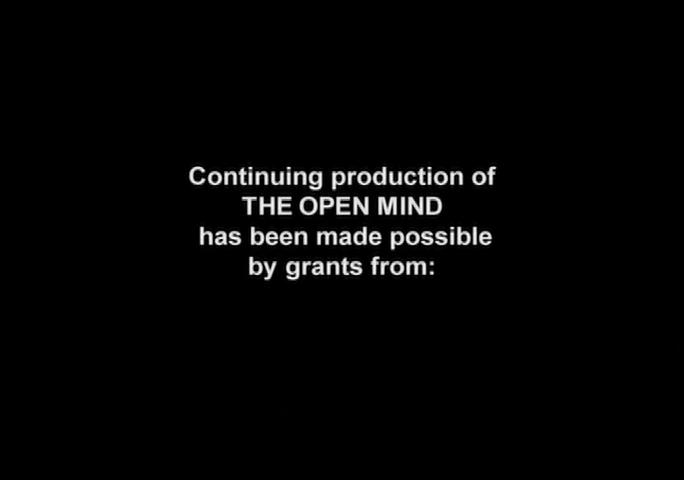 Continuing production of
THE OPEN MIND
has been made possible
by grants from: